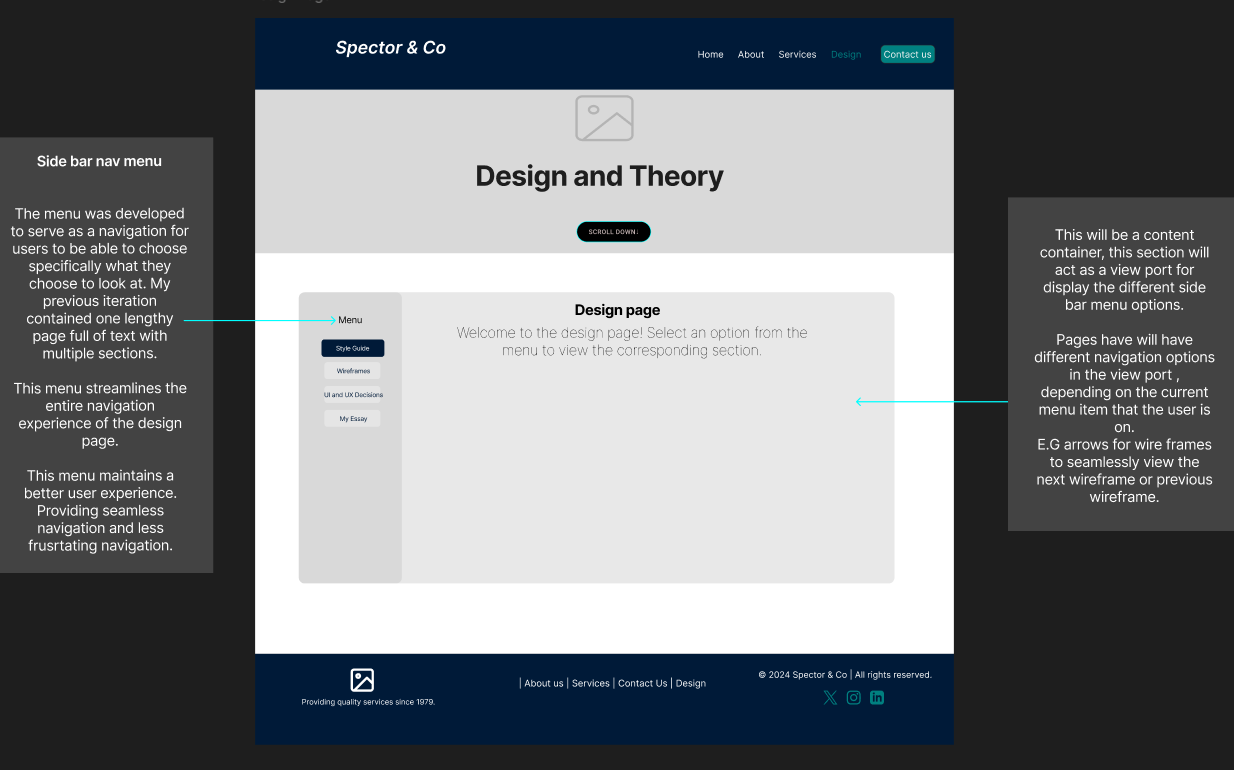 Spector & Co
Home About Services Design Contact us
Design and Theory
SCROLL DOWN↓
Side bar nav menu
The menu was developed
to serve as a navigation for
users to be able to choose
specifically what they
choose to look at. My
previous iteration
contained one lengthy
page full of text with
multiple sections.
This menu streamlines the
entire navigation
experience of the design
page.
This menu maintains a
better user experience.
Providing seamless
navigation and less
frusrtating navigation.
Menu
Style Guide
Wireframes
UI and UX Decisions
My Essay
Design page
Welcome to the design page! Select an option from the
menu to view the corresponding section.
This will be a content
container, this section will
act as a view port for
display the different side
bar menu options.
Pages have will have
different navigation options
in the view port ,
depending on the current
menu item that the user is
on.
E.G arrows for wire frames
to seamlessly view the
next wireframe or previous
wireframe.
Providing quality services since 1979.
| About us | Services | Contact Us | Design
© 2024 Spector & Co | All rights reserved.